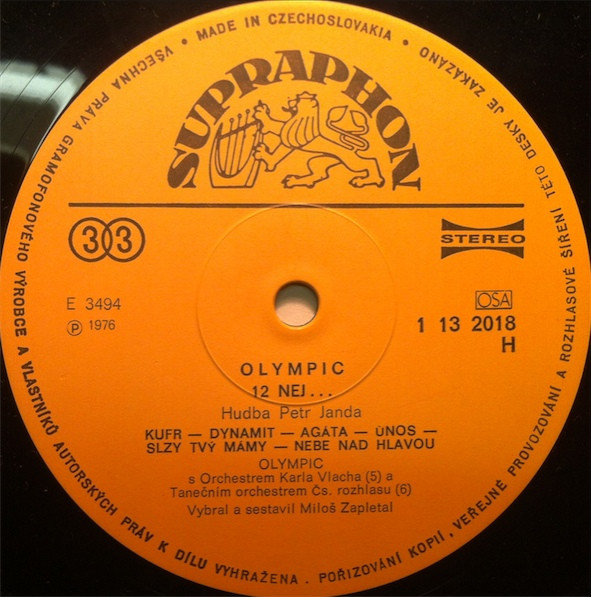 • MADE IN CZECHOSLOVAKIA •
VŠECHNA PRÁVA GRAMOFONOVÉHO VÝROBCE A VLASTNÍKŮ AUTORSKÝCH PRÁV K DÍLU VYHRAŽENA. POŘIZOVÁNÍ KOPIÍ, VEŘEJNÉ PROVOZOVÁNÍ A ROZHLASOVÉ ŠÍŘENÍ TÉTO DESKY JE ZAKÁZÁNO
SUPRAPHON
33
STEREO
E 3494
Ⓟ 1976
OSA
1 13 2018
H
OLYMPIC
12 NEJ...
Hudba Petr Janda
KUFR — DYNAMIT — AGÁTA — ÚNOS —
SLZY TVÝ MÁMY — NEBE NAD HLAVOU
OLYMPIC
s Orchestrem Karla Vlacha (5) a
Tanečním orchestrem Čs. rozhlasu (6)
Vybral a sestavil Miloš Zapletal